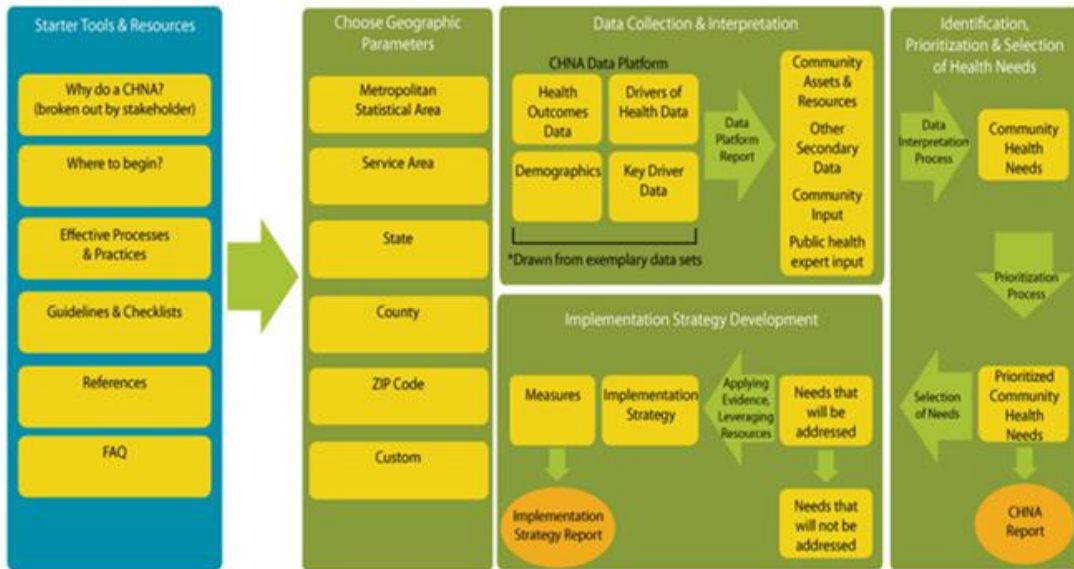 Starter Tools & Resources
Why do a CHNA?
(broken out by stakeholder)
Where to begin?
Effective Processes
& Practices
Guidelines & Checklists
References
FAQ
Choose Geographic
Parameters
Metropolitan
Statistical Area
Service Area
State
County
ZIP Code
Custom
Data Collection & Interpretation
CHNA Data Platform
Health
Outcomes
Data
Drivers of
Health Data
Demographics
Key Driver
Data
*Drawn from exemplary data sets
Data
Platform
Report
Community
Assets &
Resources
Other
Secondary
Data
Community
Input
Public health
expert input
Identification,
Prioritization & Selection
of Health Needs
Data
Interpretation
Process
Community
Health
Needs
Prioritization
Process
Prioritized
Community
Health
Needs
Selection
of Needs
CHNA
Report
Implementation Strategy Development
Measures
Implementation
Strategy
Applying
Evidence,
Leveraging
Resources
Needs that
will be
addressed
Implementation
Strategy Report
Needs that
will not be
addressed